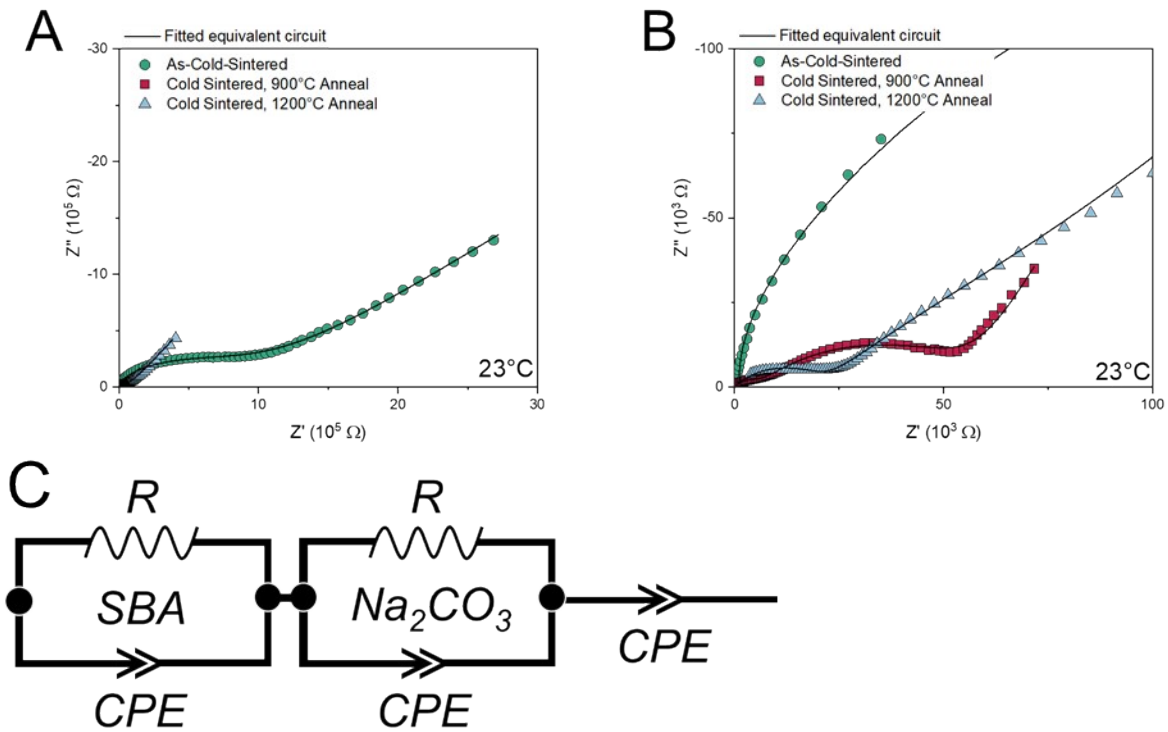 A
Fitted equivalent circuit
As-Cold-Sintered
Cold Sintered, 900°C Anneal
Cold Sintered, 1200°C Anneal
-30
-20
-10
0
Z" (10⁵ Ω)
23°C
0
10
20
30
Z' (10⁵ Ω)
B
Fitted equivalent circuit
As-Cold-Sintered
Cold Sintered, 900°C Anneal
Cold Sintered, 1200°C Anneal
-100
-50
0
Z" (10³ Ω)
23°C
0
50
100
Z' (10³ Ω)
C
R
R
SBA
Na₂CO₃
CPE
CPE
CPE